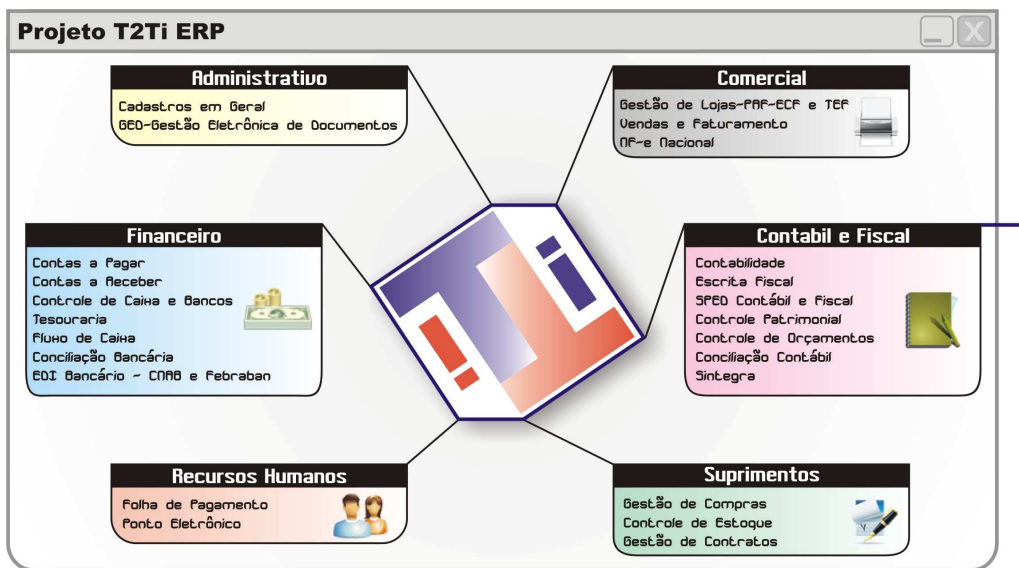 Projeto T2Ti ERP
Administrativo
Cadastros em Geral
GED-Gestão Eletrônica de Documentos
Comercial
Gestão de Lojas-PAF-ECF e TEF
Vendas e Faturamento
NF-e Nacional
Financeiro
Contas a Pagar
Contas a Receber
Controle de Caixa e Bancos
Tesouraria
Fluxo de Caixa
Conciliação Bancária
EDI Bancário - CNAB e Febraban
Contabil e Fiscal
Contabilidade
Escrita Fiscal
SPED Contábil e Fiscal
Controle Patrimonial
Controle de Orçamentos
Conciliação Contábil
Sintegra
Recursos Humanos
Folha de Pagamento
Ponto Eletrônico
Suprimentos
Gestão de Compras
Controle de Estoque
Gestão de Contratos